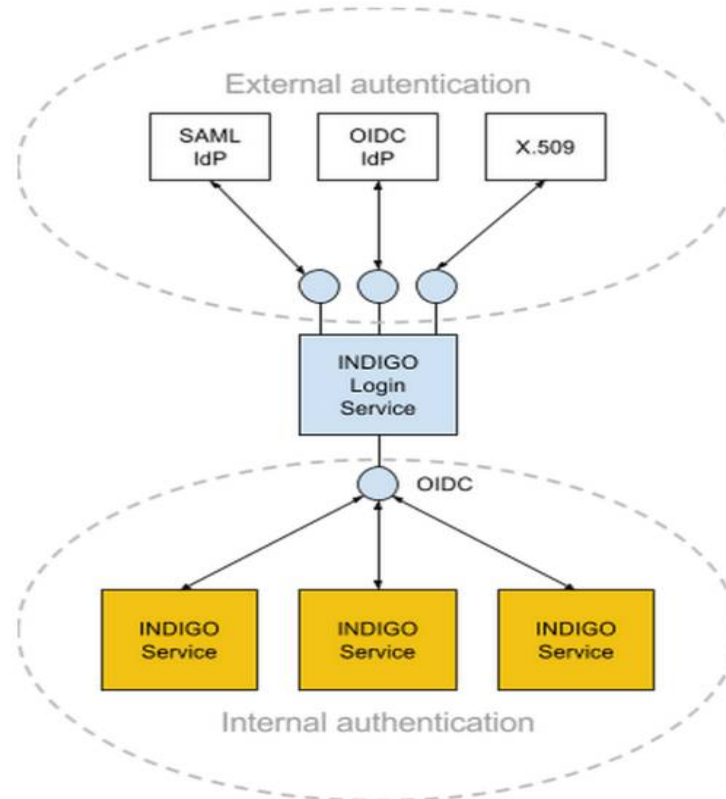 External autentication
SAML
IdP
OIDC
IdP
X.509
INDIGO
Login
Service
OIDC
INDIGO
Service
INDIGO
Service
INDIGO
Service
Internal authentication